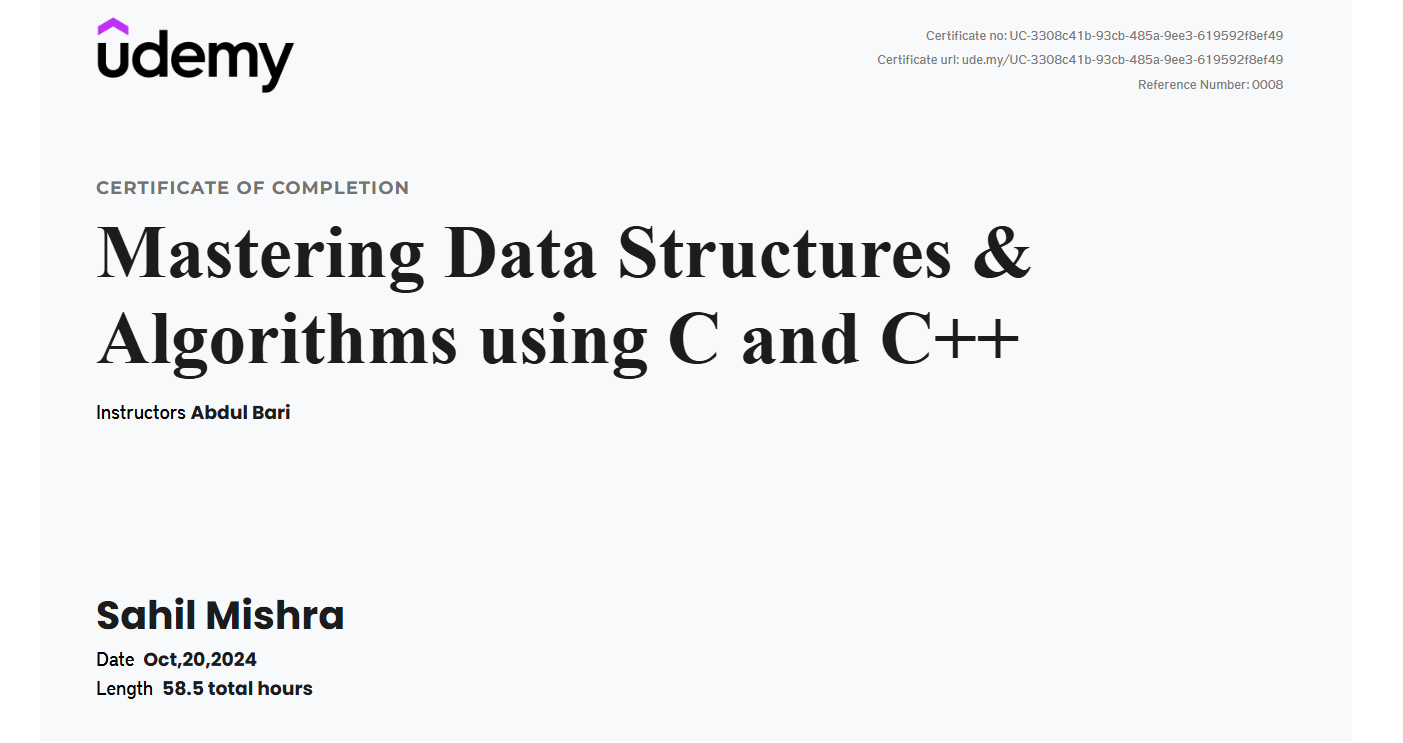 udemy
Certificate no: UC-3308c41b-93cb-485a-9ee3-619592f8ef49
Certificate url: ude.my/UC-3308c41b-93cb-485a-9ee3-619592f8ef49
Reference Number: 0008
CERTIFICATE OF COMPLETION
Mastering Data Structures &
Algorithms using C and C++
Instructors Abdul Bari
Sahil Mishra
Date Oct,20,2024
Length 58.5 total hours